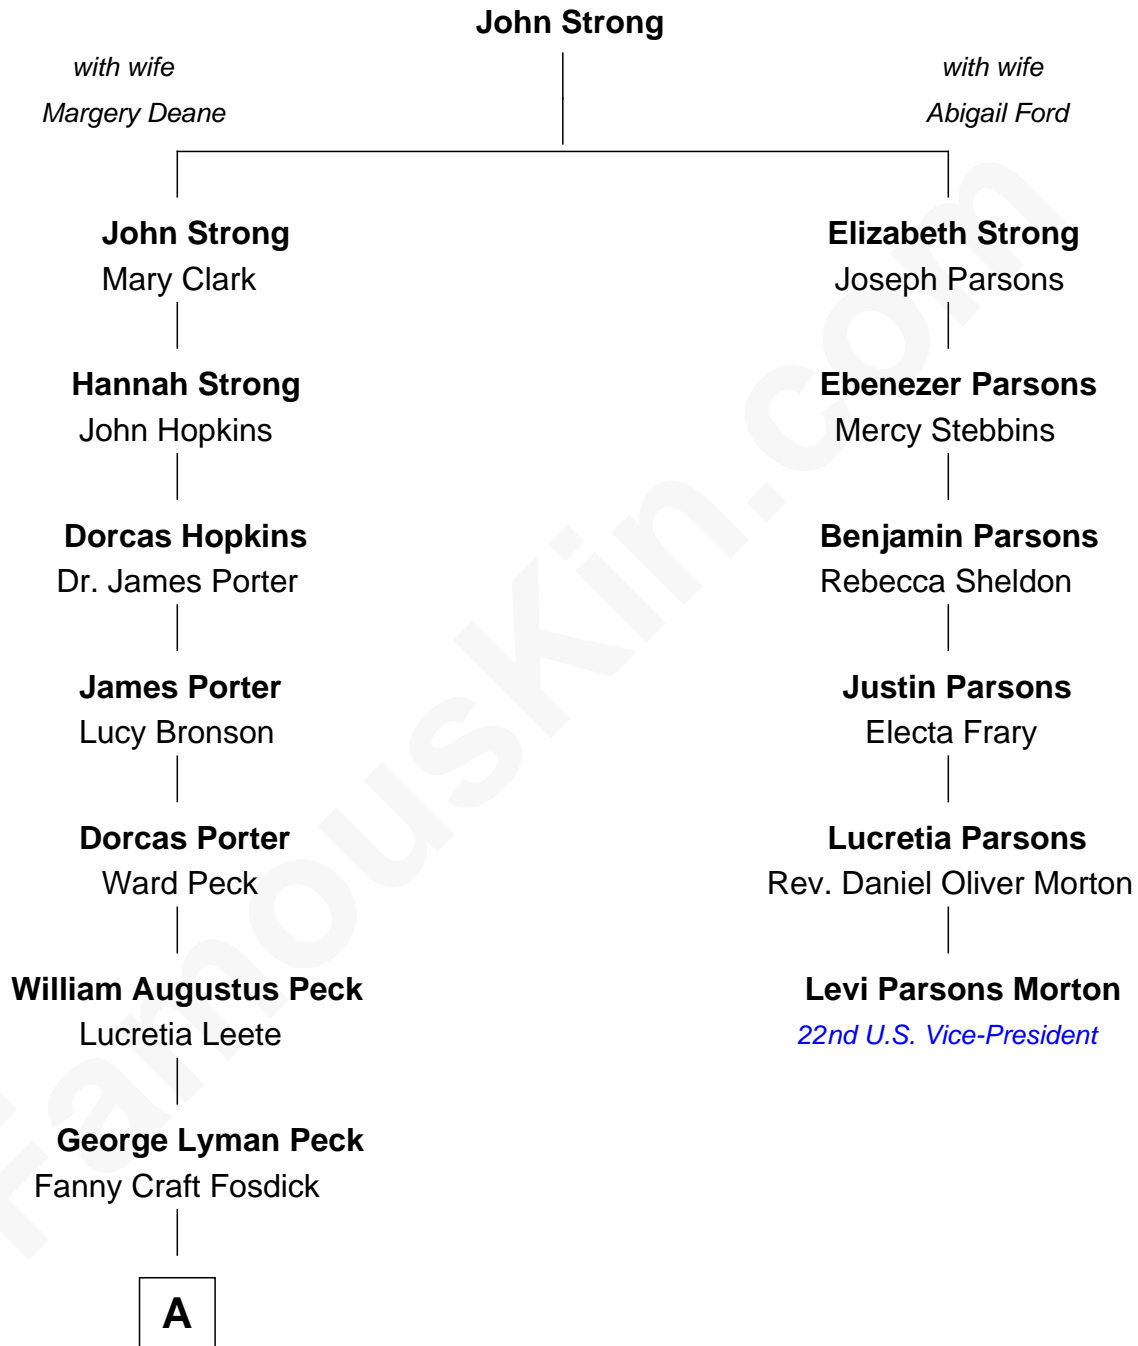 John Strong
with wife
Margery Deane
with wife
Abigail Ford
John Strong
Mary Clark
Elizabeth Strong
Joseph Parsons
Hannah Strong
John Hopkins
Ebenezer Parsons
Mercy Stebbins
Dorcas Hopkins
Dr. James Porter
Benjamin Parsons
Rebecca Sheldon
James Porter
Lucy Bronson
Justin Parsons
Electa Frary
Dorcas Porter
Ward Peck
Lucretia Parsons
Rev. Daniel Oliver Morton
William Augustus Peck
Lucretia Leete
Levi Parsons Morton
22nd U.S. Vice-President
George Lyman Peck
Fanny Craft Fosdick
A
FamousKin.com